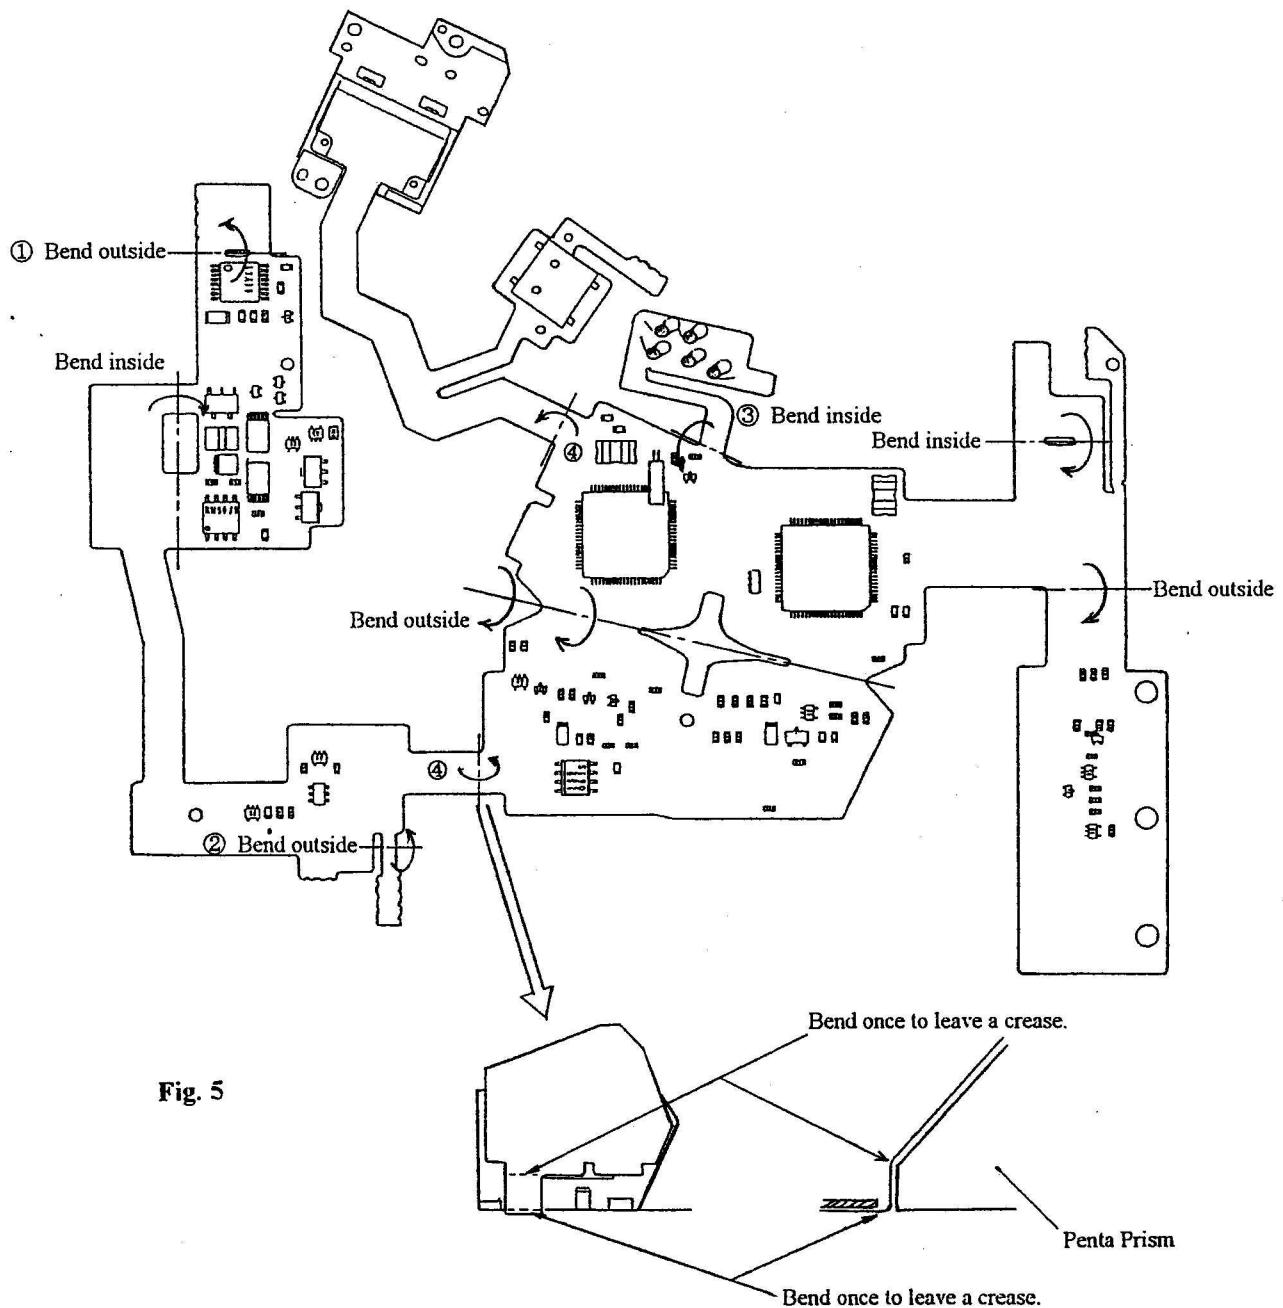 ① Bend outside
Bend inside
③ Bend inside
Bend inside
④
Bend outside
Bend outside
④
② Bend outside
Bend once to leave a crease.
Fig. 5
Penta Prism
Bend once to leave a crease.